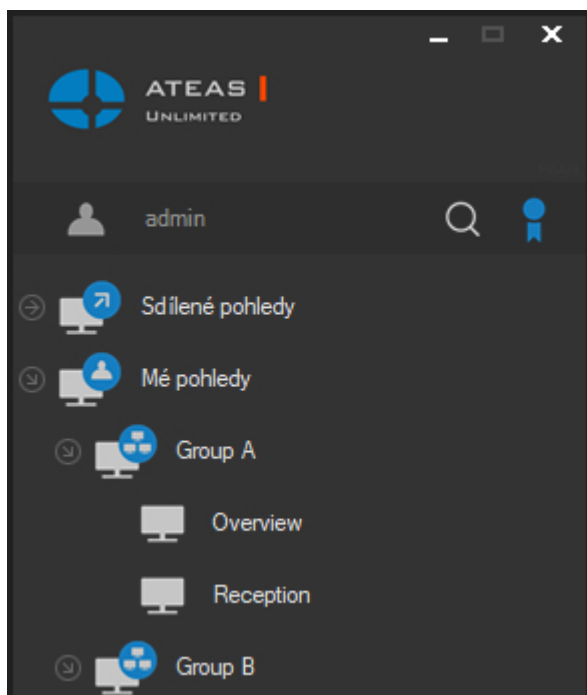 ATEAS
UNLIMITED
admin
Sdílené pohledy
Mé pohledy
Group A
Overview
Reception
Group B